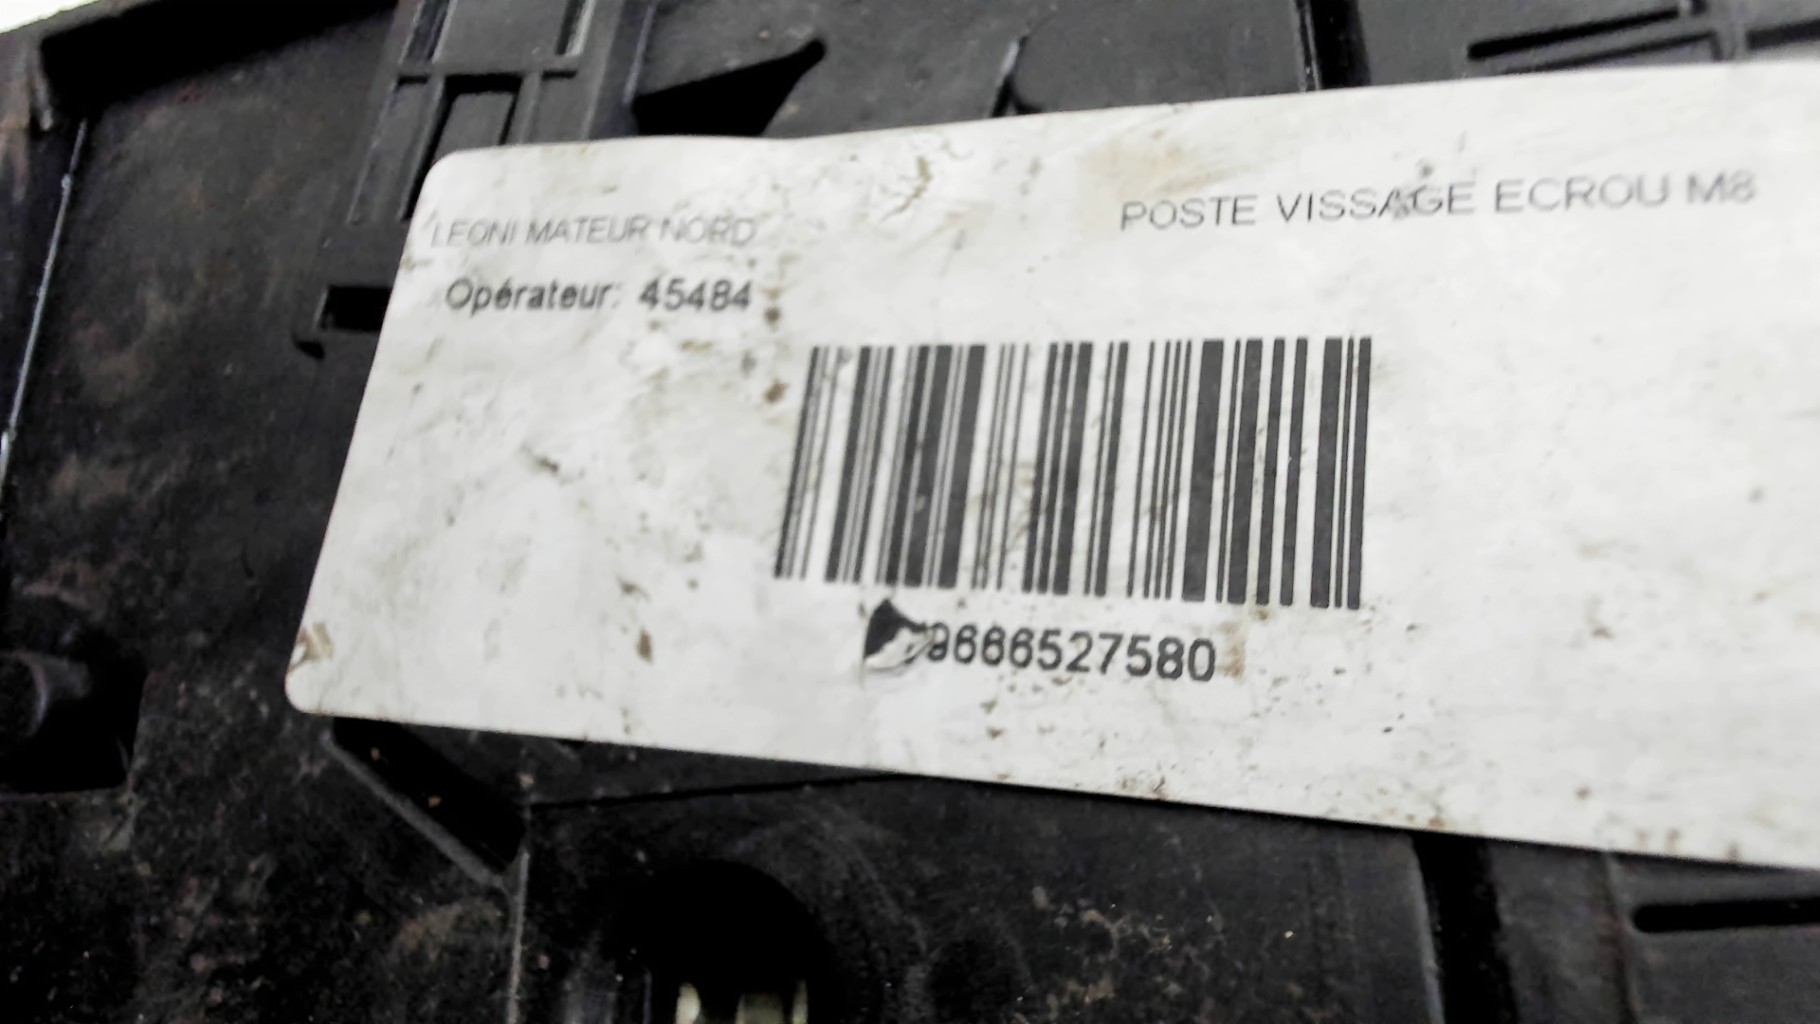 LEONI MATEUR NORD
POSTE VISSAGE ECROU M8
Opérateur: 45484
9666527580